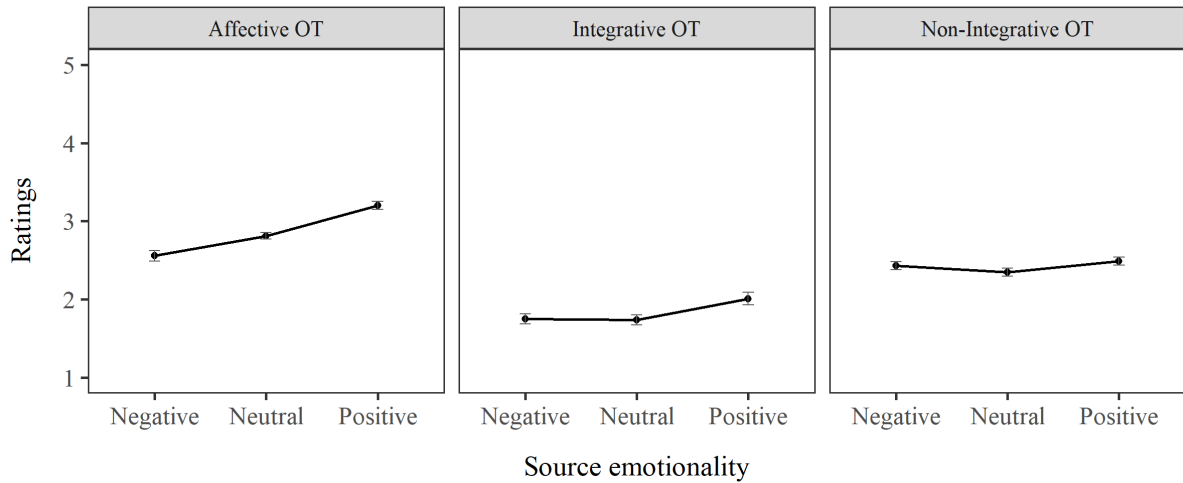 Affective OT
Integrative OT
Non-Integrative OT
5
4
3
2
1
Ratings
Negative Neutral Positive
Negative Neutral Positive
Negative Neutral Positive
Source emotionality